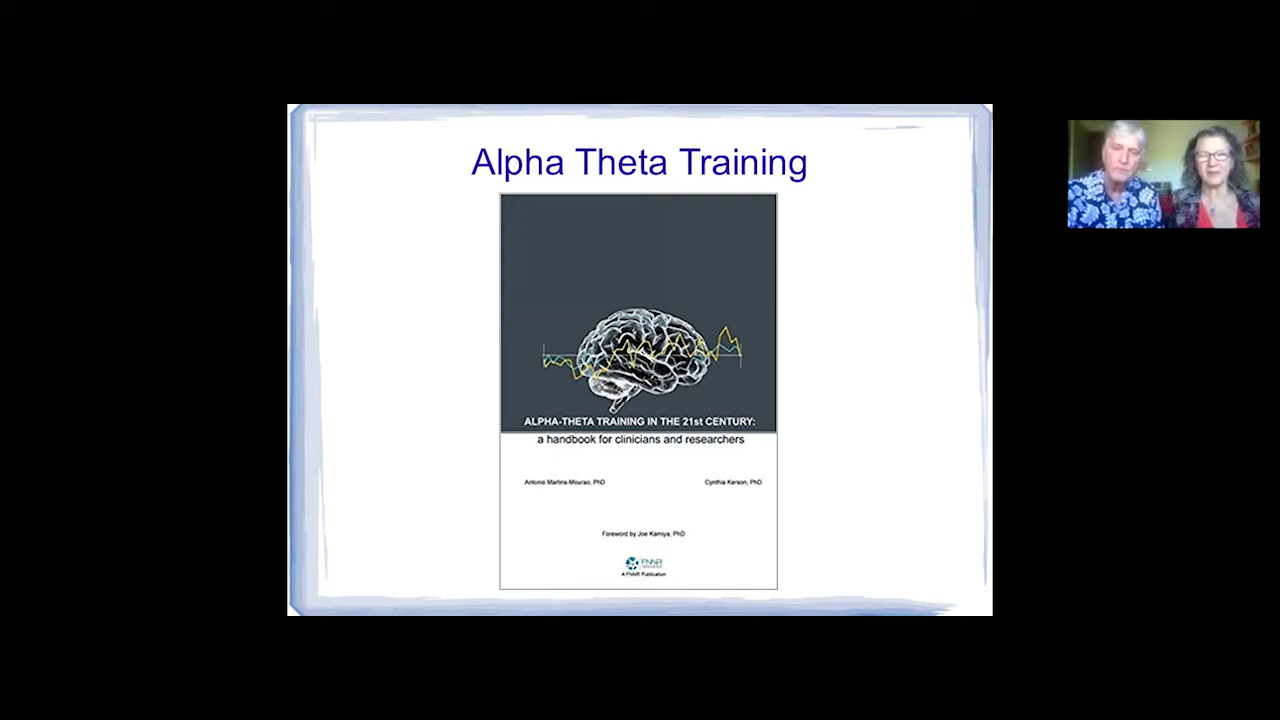 Alpha Theta Training
ALPHA-THETA TRAINING IN THE 21st CENTURY:
a handbook for clinicians and researchers
Antonio Martins-Mourao, PhD
Cynthia Kerson, PhD
Foreword by Joe Kamiya, PhD
FNNR
A FNNR Publication